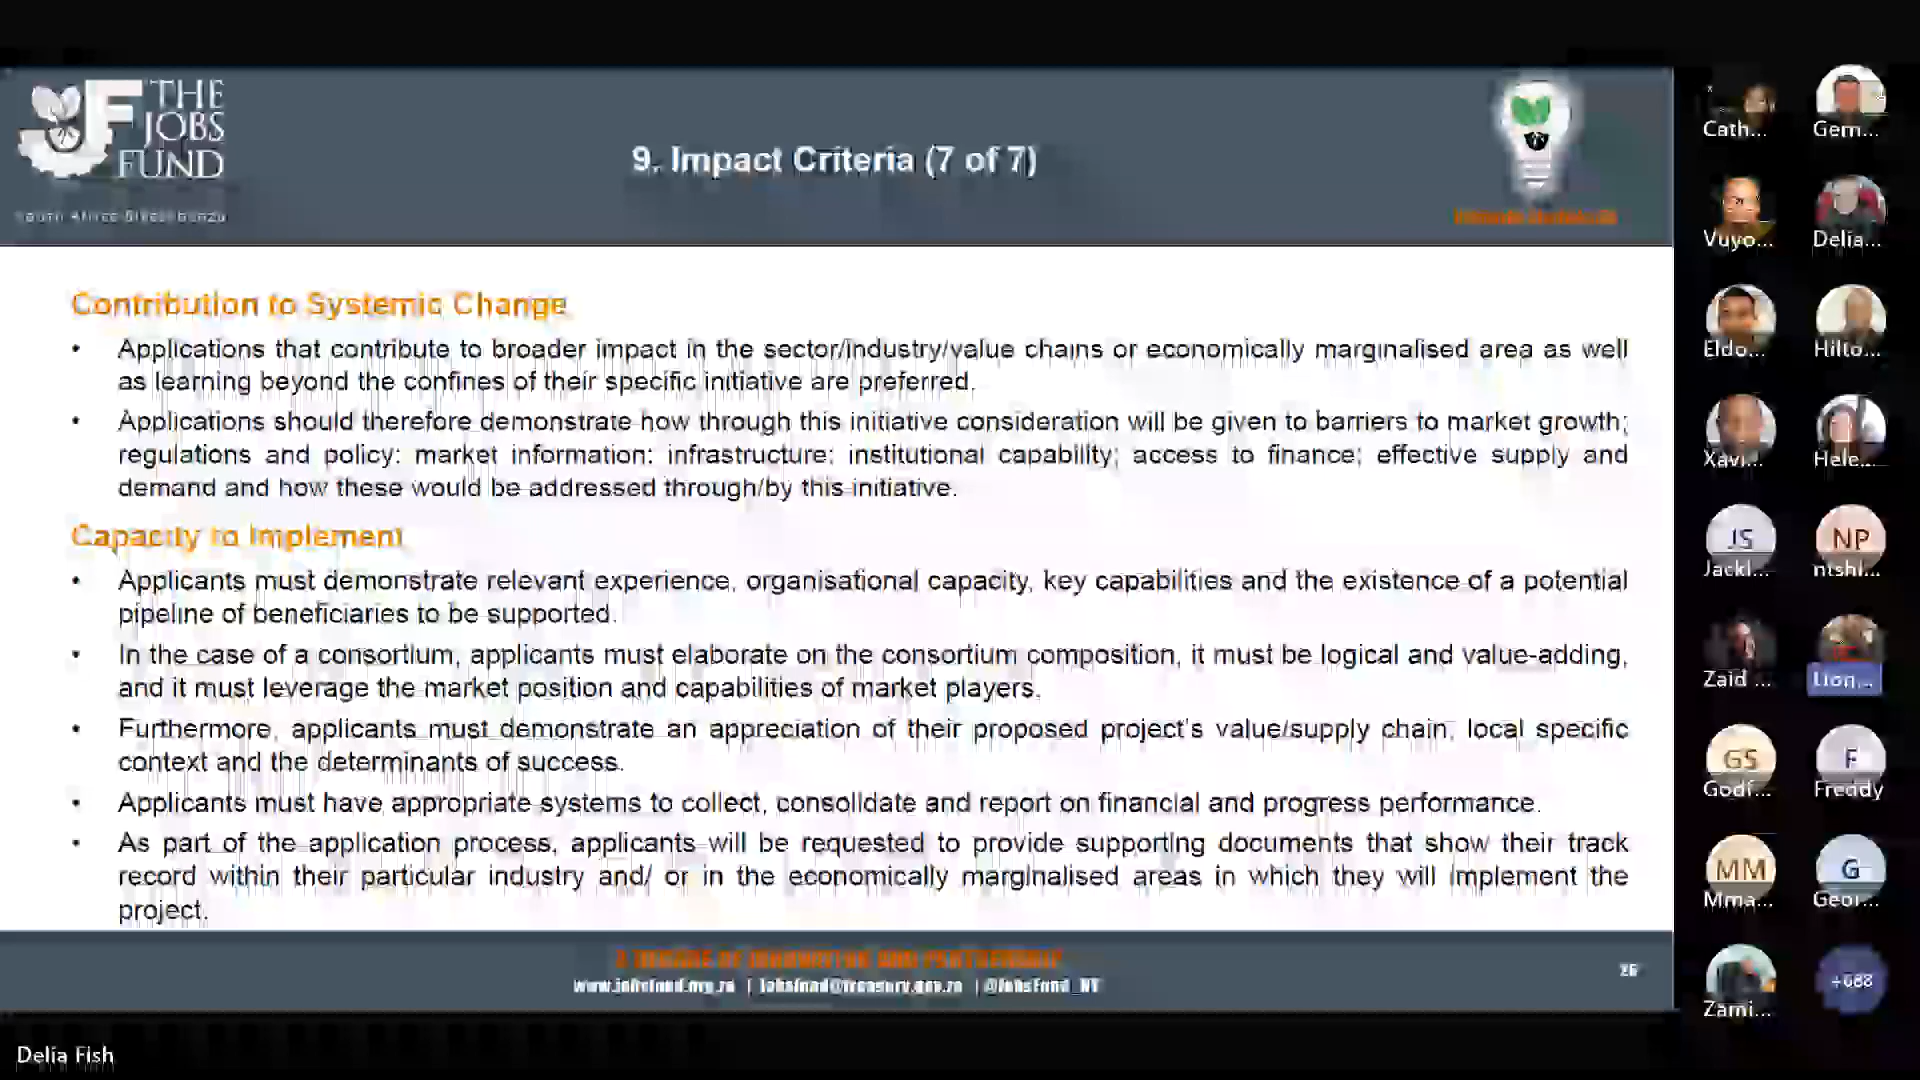 THE
JOBS
FUND
9. Impact Criteria (7 of 7)
Contribution to Systemic Change
• Applications that contribute to broader impact in the sector/industry/value chains or economically marginalised area as well
as learning beyond the confines of their specific initiative are preferred.
• Applications should therefore demonstrate how through this initiative consideration will be given to barriers to market growth;
regulations and policy; market information; infrastructure; institutional capability; access to finance; effective supply and
demand and how these would be addressed through/by this initiative.
Capacity to Implement
• Applicants must demonstrate relevant experience, organisational capacity, key capabilities and the existence of a potential
pipeline of beneficiaries to be supported.
• In the case of a consortium, applicants must elaborate on the consortium composition, it must be logical and value-adding,
and it must leverage the market position and capabilities of market players.
• Furthermore, applicants must demonstrate an appreciation of their proposed project's value/supply chain, local specific
context and the determinants of success.
• Applicants must have appropriate systems to collect, consolidate and report on financial and progress performance.
• As part of the application process, applicants will be requested to provide supporting documents that show their track
record within their particular industry and/ or in the economically marginalised areas in which they will implement the
project.
www.jobsfund.org.za | jobsfund@treasury.gov.za | @JobsFund_NT
26
Cath...
Gem...
Vuyo...
Delia...
Eldo...
Hilto...
Xavi...
Hele...
JS
Jackl...
NP
ntshi...
Zaid ...
Lion...
GS
Godf...
F
Freddy
MM
Mma...
G
Geor...
Zami...
+688
Delia Fish